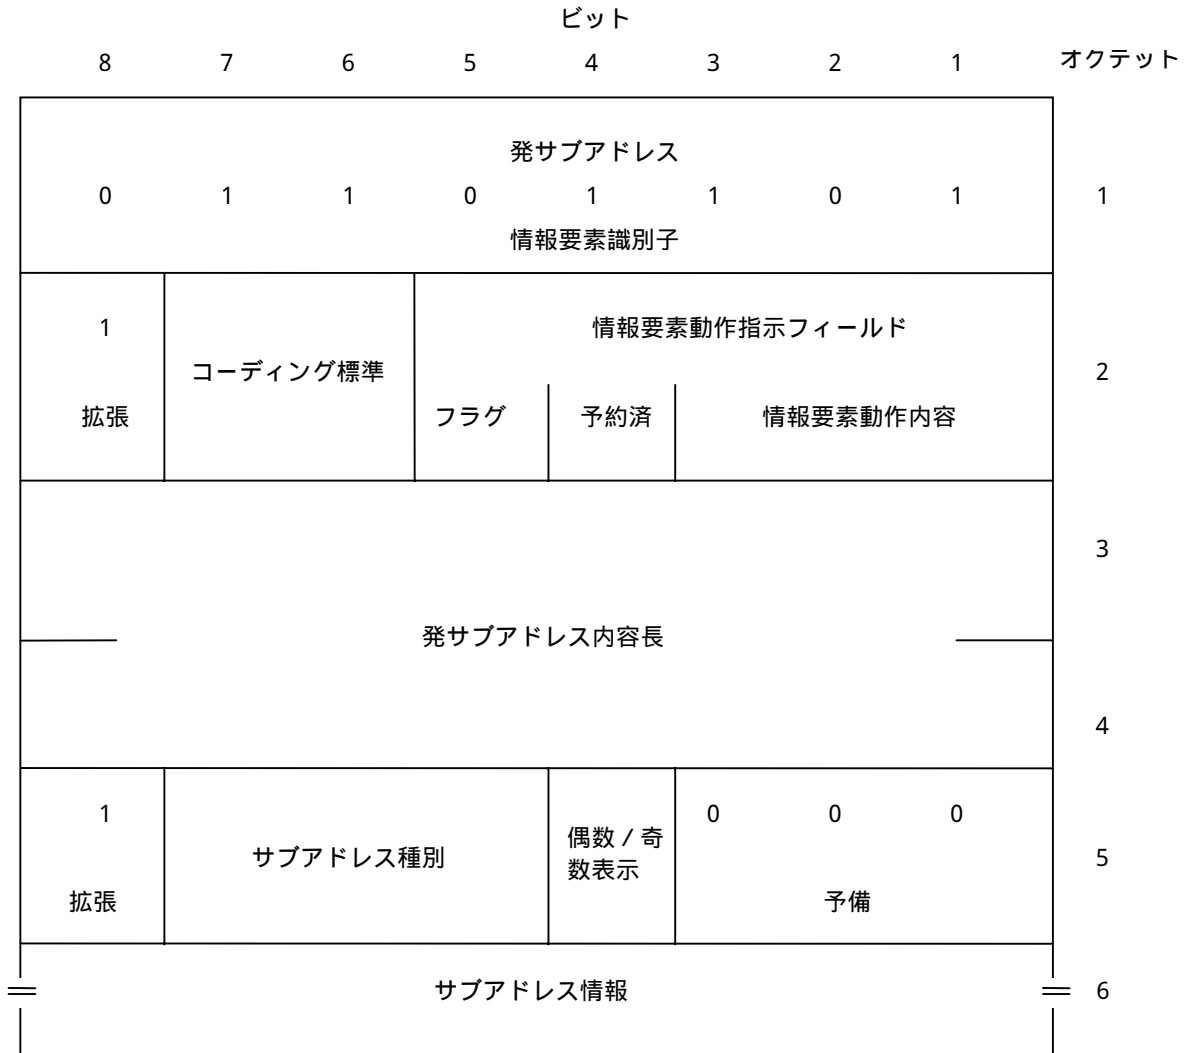 ビット
8 7 6 5 4 3 2 1 オクテット
発サブアドレス
0 1 1 0 1 1 0 1 1
情報要素識別子
1 情報要素動作指示フィールド
コーディング標準 2
拡張 フラグ 予約済 情報要素動作内容
3
発サブアドレス内容長
4
1 0 0 0
偶数 / 奇
数表示
サブアドレス種別 5
拡張 予備
サブアドレス情報 6